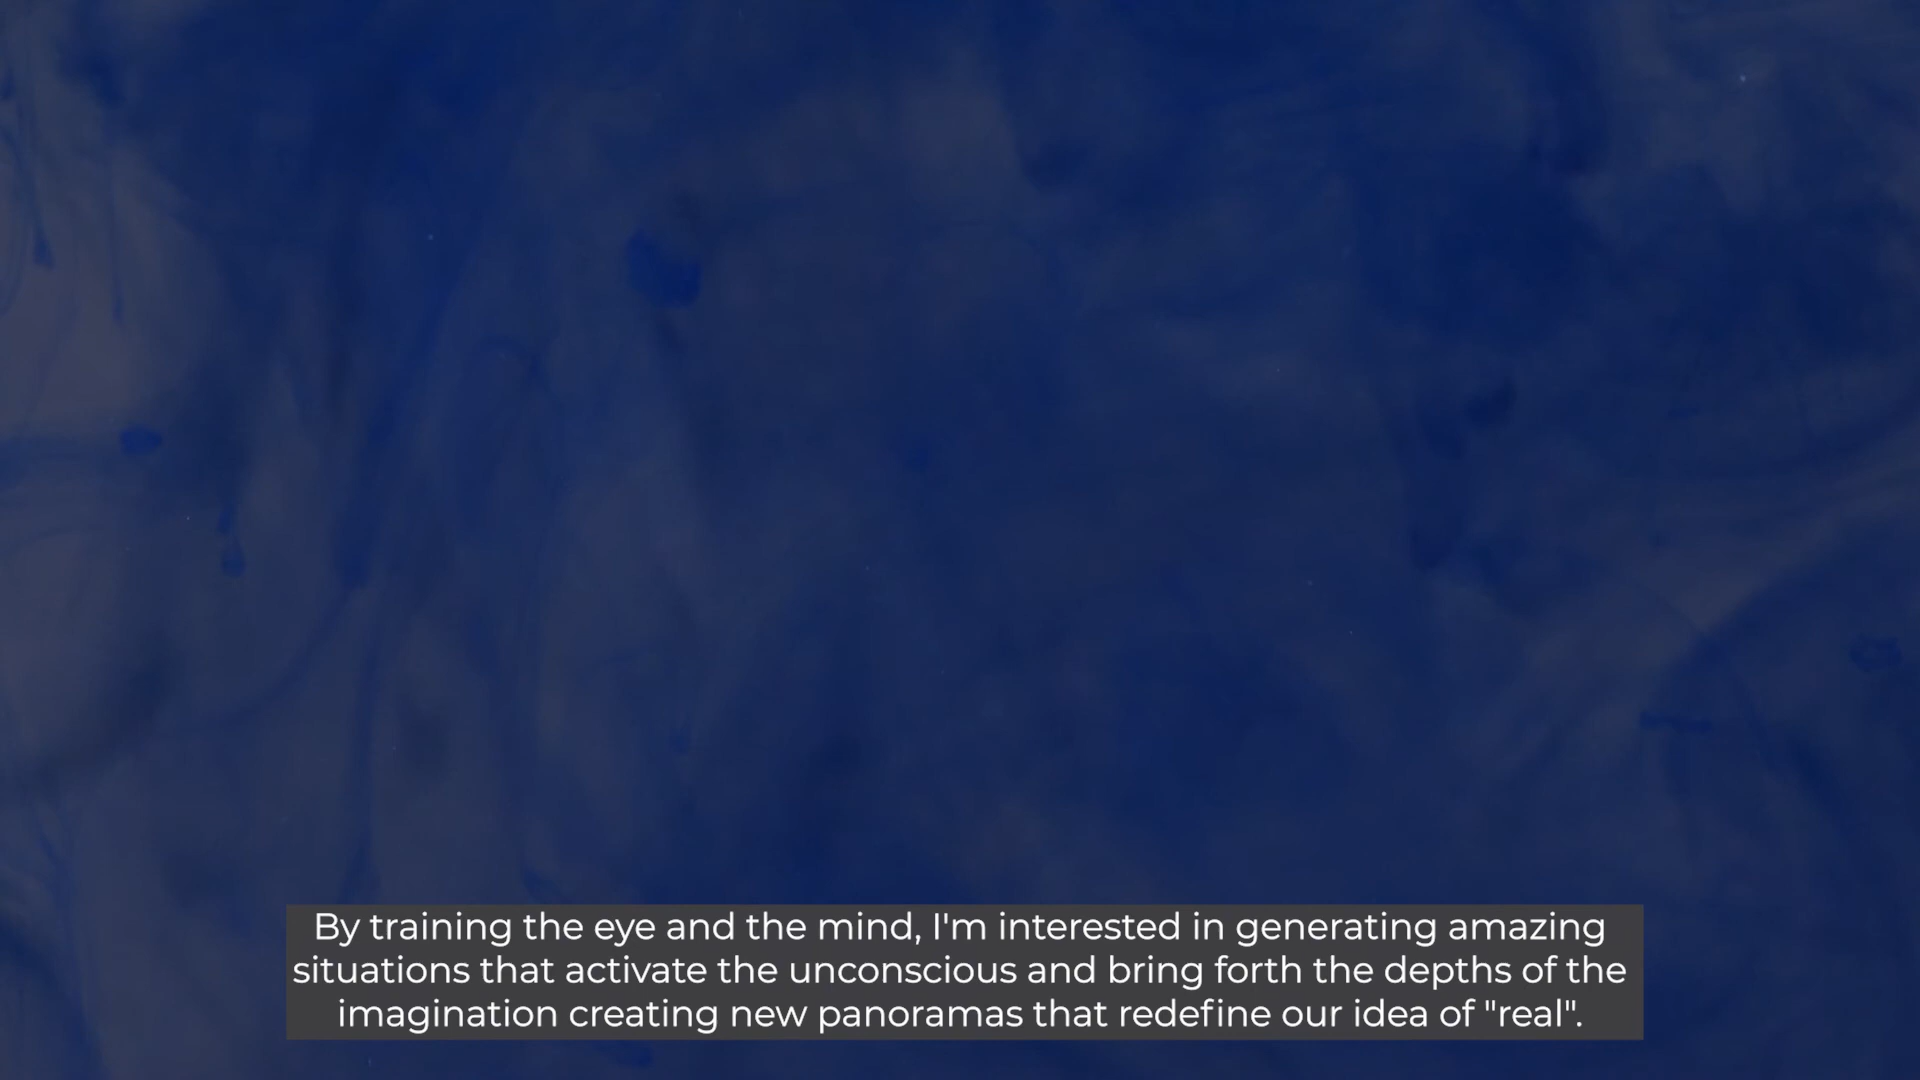 By training the eye and the mind, I'm interested in generating amazing
situations that activate the unconscious and bring forth the depths of the
imagination creating new panoramas that redefine our idea of "real".